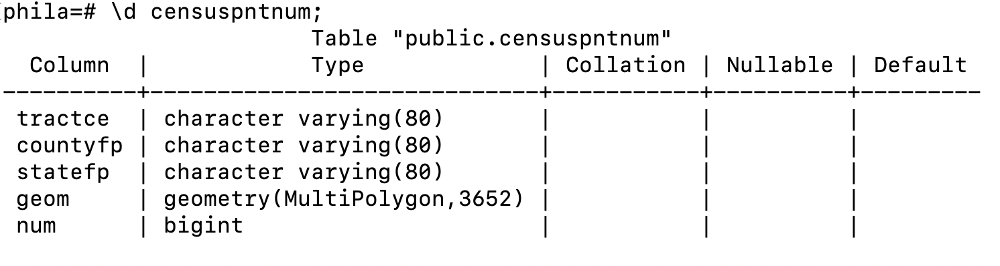 phila=# \d censuspntnum;
                       Table "public.censuspntnum"
  Column  |            Type             | Collation | Nullable | Default
----------+-----------------------------+-----------+----------+---------
 tractce  | character varying(80)       |           |          |
 countyfp | character varying(80)       |           |          |
 statefp  | character varying(80)       |           |          |
 geom     | geometry(MultiPolygon,3652) |           |          |
 num      | bigint                      |           |          |